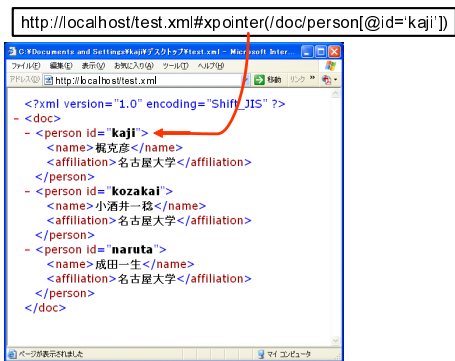 http://localhost/test.xml#xpointer(/doc/person[@id='kaji'])
C:¥Documents and Settings¥kaji¥デスクトップ¥test.xml - Microsoft Inter...
ファイル(F) 編集(E) 表示(V) お気に入り(A) ツール(T) ヘルプ(H)
アドレス(D) http://localhost/test.xml 移動 リンク »
<?xml version="1.0" encoding="Shift_JIS" ?>
- <doc>
- <person id="kaji">
<name>梶克彦</name>
<affiliation>名古屋大学</affiliation>
</person>
- <person id="kozakai">
<name>小酒井一稔</name>
<affiliation>名古屋大学</affiliation>
</person>
- <person id="naruta">
<name>成田一生</name>
<affiliation>名古屋大学</affiliation>
</person>
</doc>
ページが表示されました マイ コンピュータ